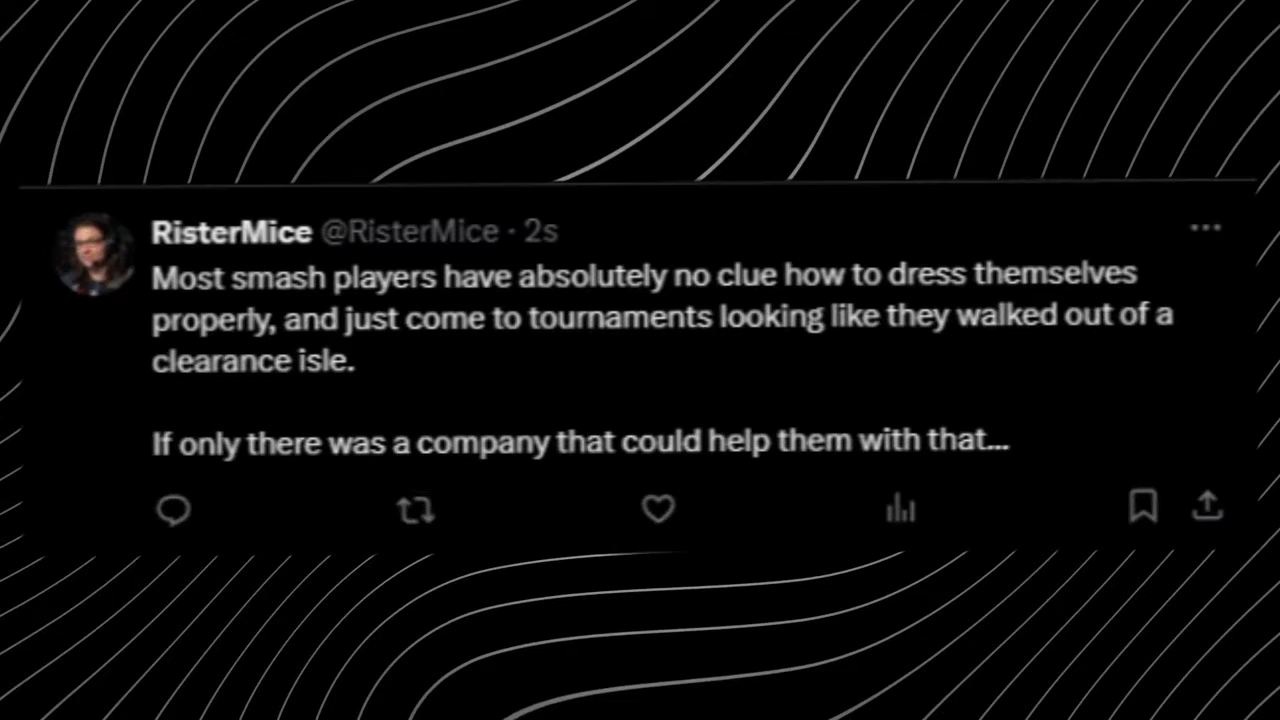 RisterMice @RisterMice · 2s
Most smash players have absolutely no clue how to dress themselves
properly, and just come to tournaments looking like they walked out of a
clearance isle.
If only there was a company that could help them with that...